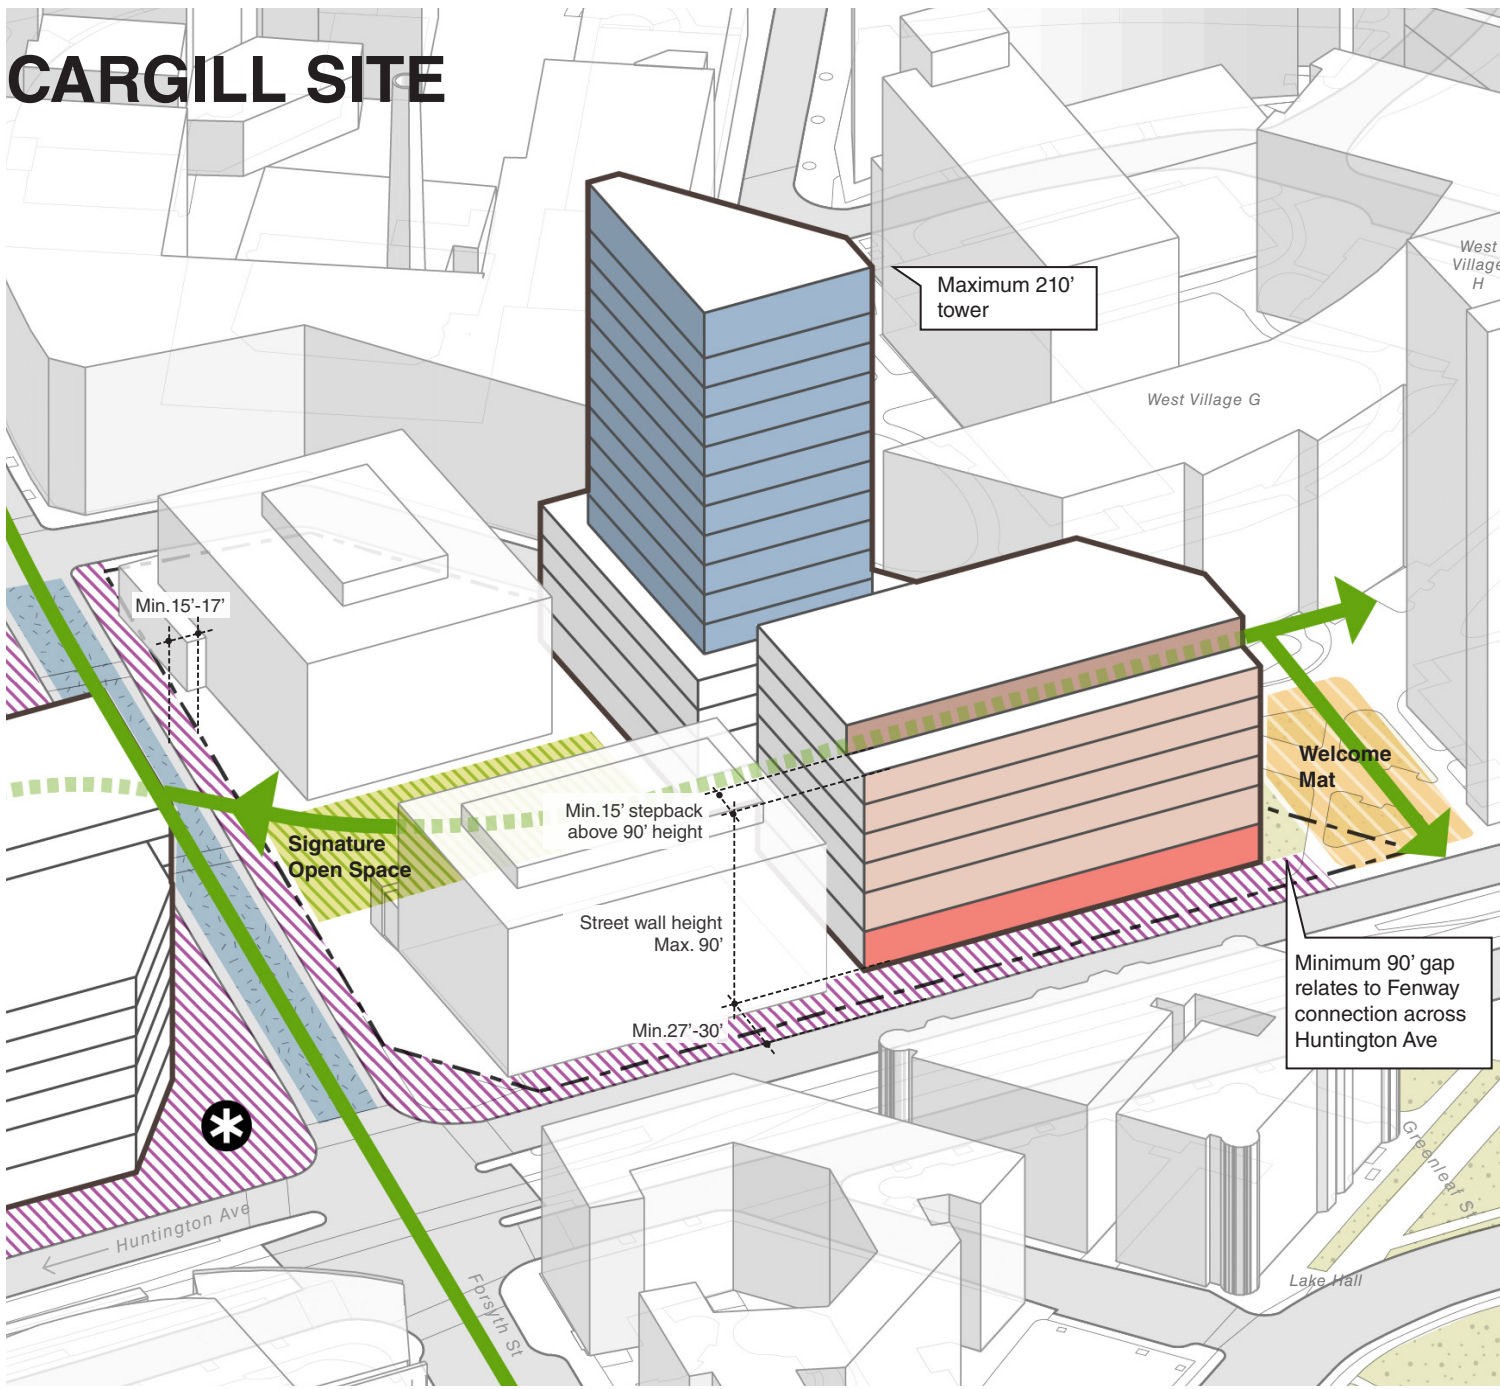 CARGILL SITE
West
Village
H
Maximum 210’
tower
West Village G
Min.15’-17’
Welcome
Mat
Min.15’ stepback
above 90’ height
Signature
Open Space
Street wall height
Max. 90’
Minimum 90’ gap
relates to Fenway
connection across
Huntington Ave
Min.27’-30’
Greenleaf St
Huntington Ave
Forsyth St
Lake Hall